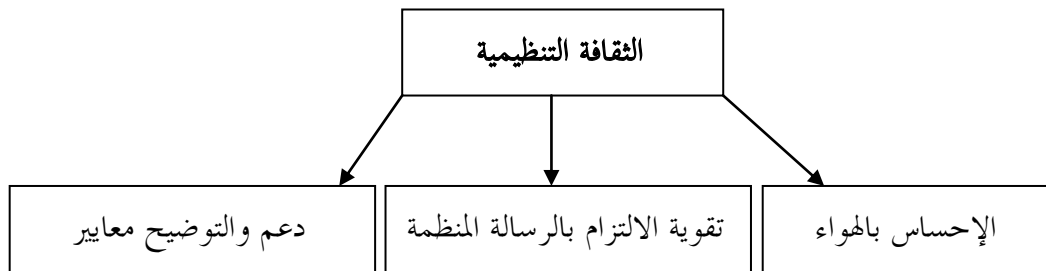 الثقافة التنظيمية
الإحساس بالهواء
تقوية الالتزام بالرسالة المنظمة
دعم والتوضيح معايير